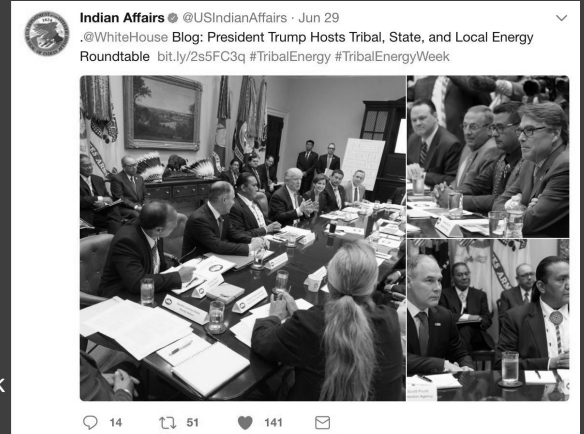 Indian Affairs @USIndianAffairs · Jun 29
.@WhiteHouse Blog: President Trump Hosts Tribal, State, and Local Energy
Roundtable bit.ly/2s5FC3q #TribalEnergy #TribalEnergyWeek
14 51 141